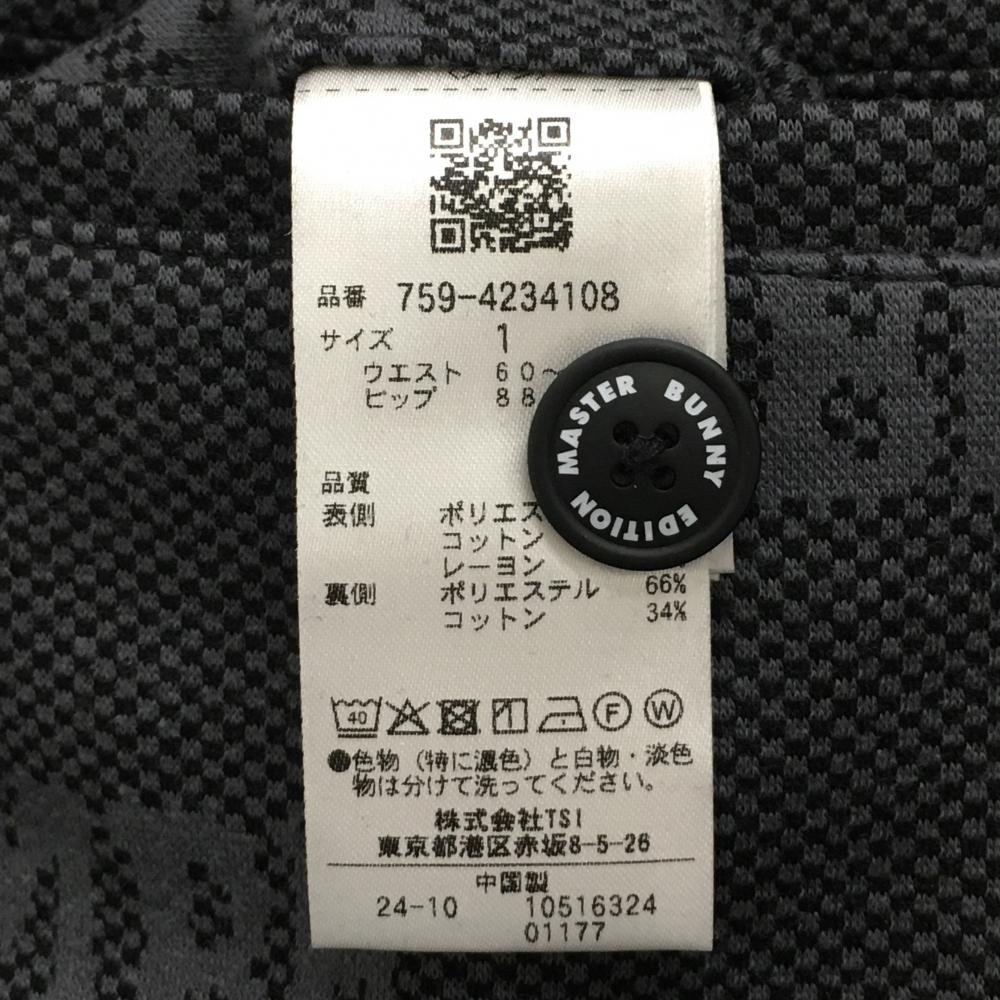 品番 759-4234108
サイズ 1
ウエスト 60~
ヒップ 88
品質
表側 ポリエス
コットン
レーヨン
裏側 ポリエステル 66%
コットン 34%
MASTER BUNNY EDITION
40
F W
●色物(特に濃色)と白物・淡色
物は分けて洗ってください。
株式会社TSI
東京都港区赤坂8-5-26
中国製
24-10 10516324
01177